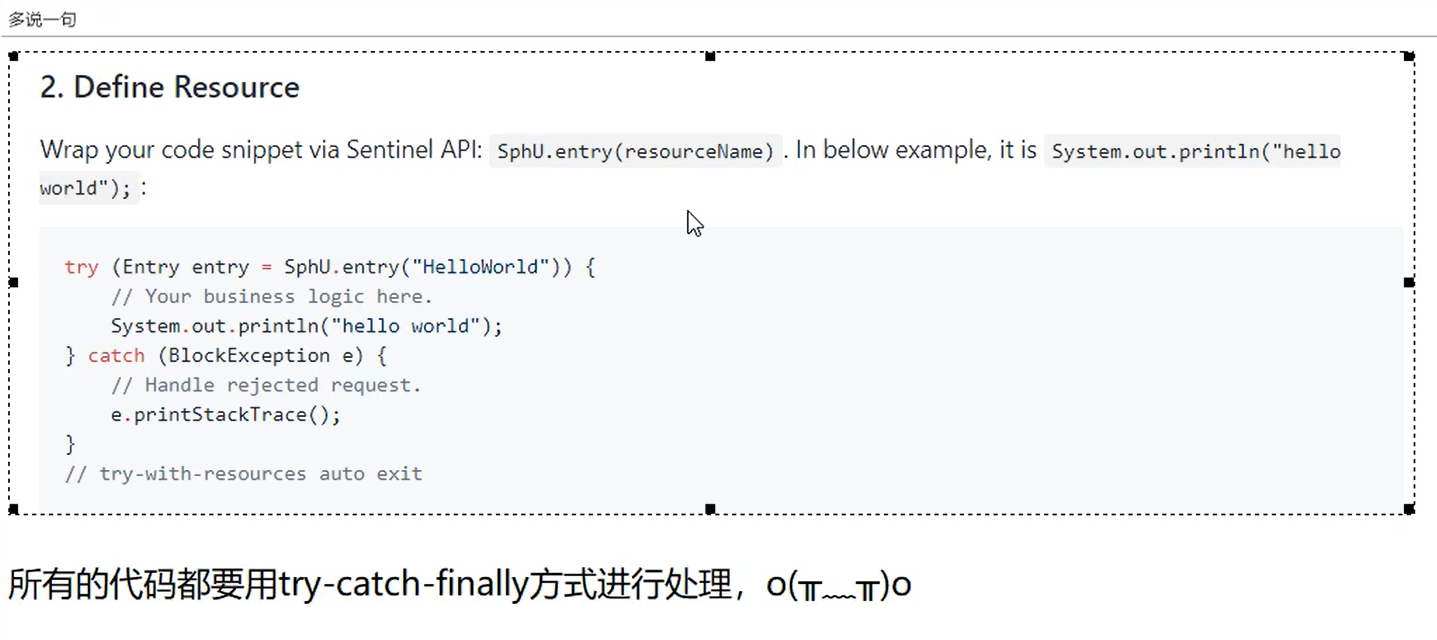 多说一句
2. Define Resource
Wrap your code snippet via Sentinel API: SphU.entry(resourceName) . In below example, it is System.out.println("hello
world"); :
try (Entry entry = SphU.entry("HelloWorld")) {
    // Your business logic here.
    System.out.println("hello world");
} catch (BlockException e) {
    // Handle rejected request.
    e.printStackTrace();
}
// try-with-resources auto exit
所有的代码都要用try-catch-finally方式进行处理，o(╥﹏╥)o